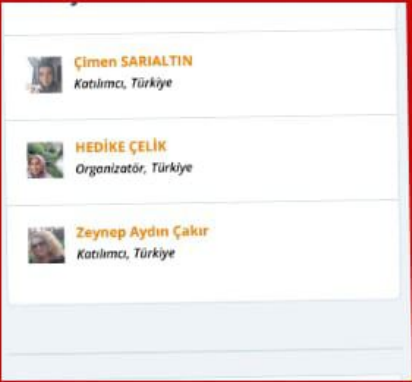 Çimen SARIALTIN
Katılımcı, Türkiye
HEDİKE ÇELİK
Organizatör, Türkiye
Zeynep Aydın Çakır
Katılımcı, Türkiye